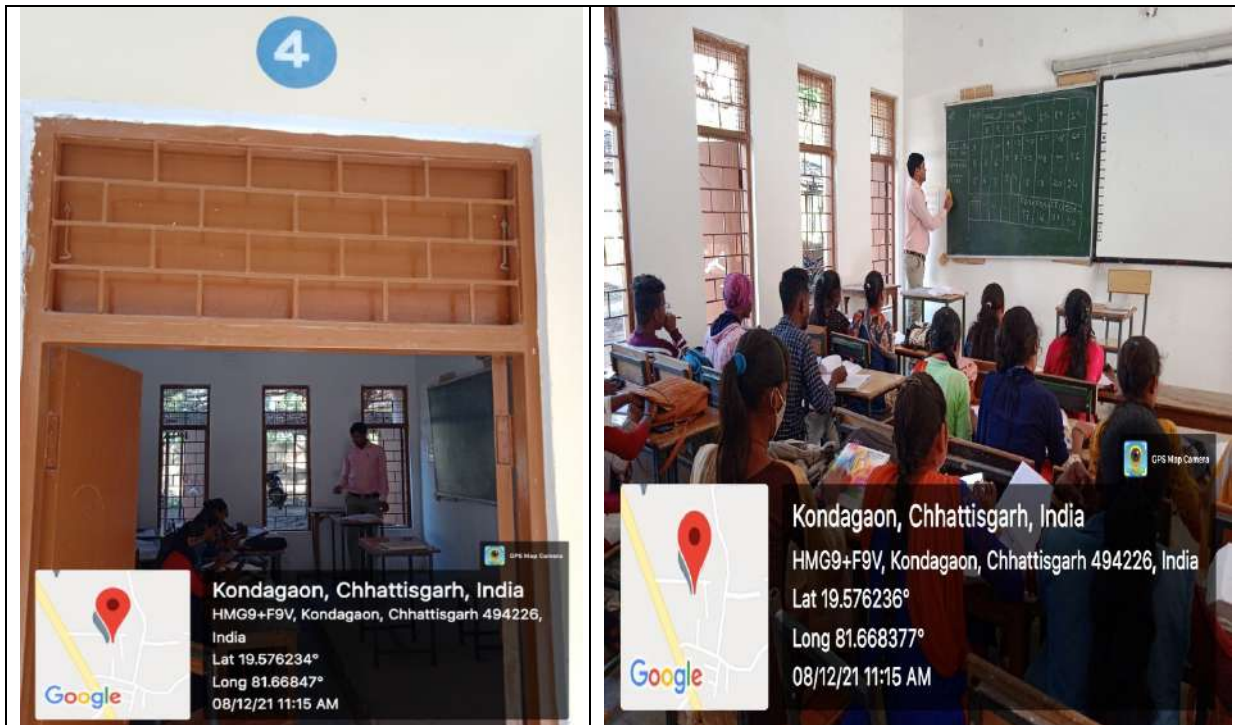 4
GPS Map Camera
Kondagaon, Chhattisgarh, India
HMG9+F9V, Kondagaon, Chhattisgarh 494226,
India
Lat 19.576234°
Long 81.66847°
08/12/21 11:15 AM
Google
GPS Map Camera
Kondagaon, Chhattisgarh, India
HMG9+F9V, Kondagaon, Chhattisgarh 494226, India
Lat 19.576236°
Long 81.668377°
08/12/21 11:15 AM
Google